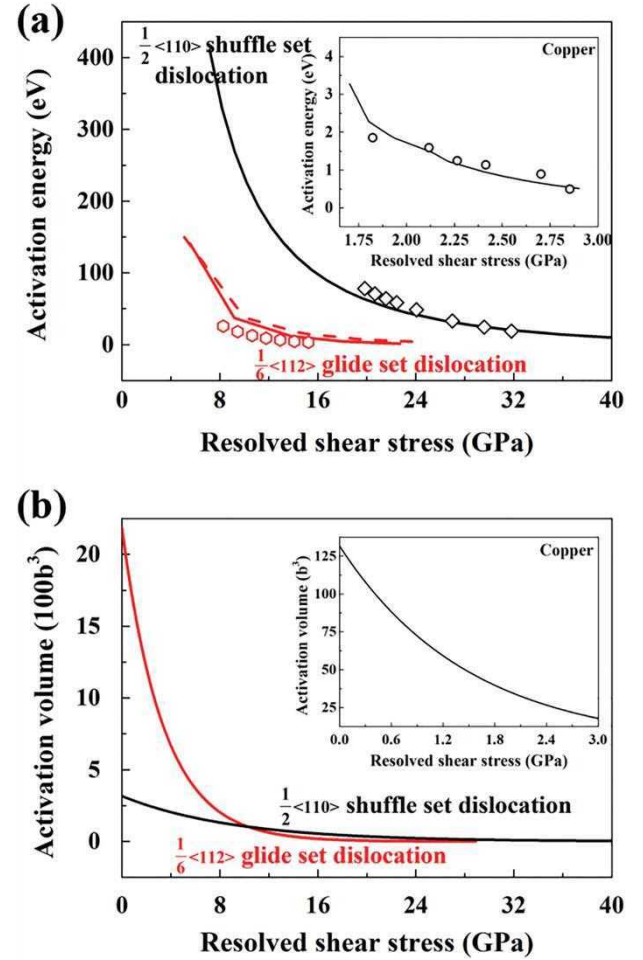 (a)
1/2 <110> shuffle set
dislocation
Copper
Activation energy (eV)
4
3
2
1
0
1.75 2.00 2.25 2.50 2.75 3.00
Resolved shear stress (GPa)
Activation energy (eV)
400
300
200
100
0
1/6 <112> glide set dislocation
0 8 16 24 32 40
Resolved shear stress (GPa)
(b)
Copper
Activation volume (b³)
125
100
75
50
25
0.0 0.6 1.2 1.8 2.4 3.0
Resolved shear stress (GPa)
Activation volume (100b³)
20
15
10
5
0
1/2 <110> shuffle set dislocation
1/6 <112> glide set dislocation
0 8 16 24 32 40
Resolved shear stress (GPa)